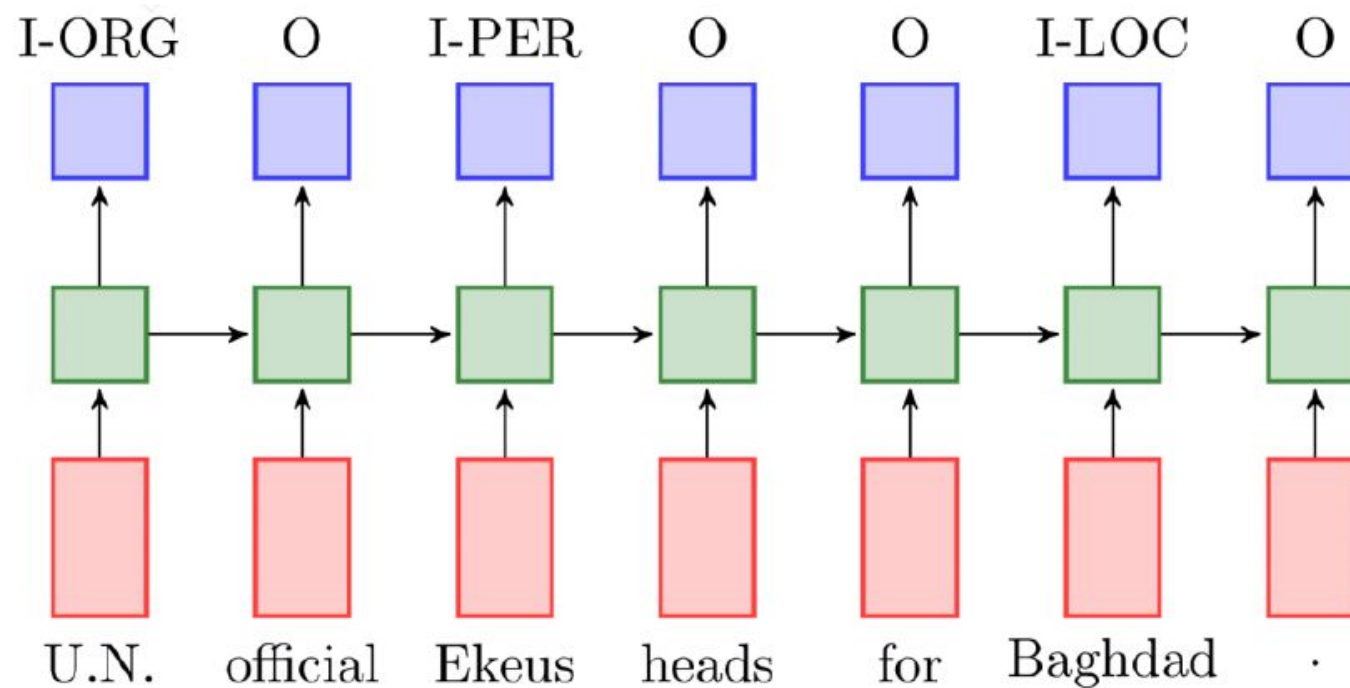 I-ORG O I-PER O O I-LOC O
U.N. official Ekeus heads for Baghdad .